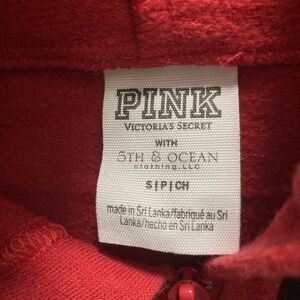 PINK
VICTORIA'S SECRET
WITH
5TH & OCEAN
clothing, LLC
S|P|CH
made in Sri Lanka/fabriqué au Sri
Lanka/hecho en Sri Lanka